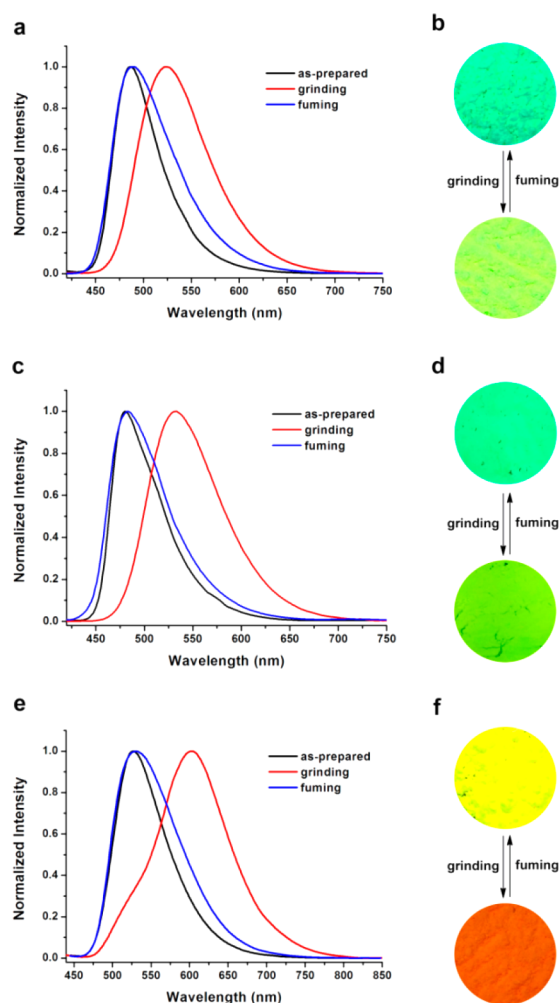 a
Normalized Intensity
1.0
0.8
0.6
0.4
0.2
0.0
450 500 550 600 650 700 750
Wavelength (nm)
as-prepared
grinding
fuming
b
grinding fuming
c
Normalized Intensity
1.0
0.8
0.6
0.4
0.2
0.0
450 500 550 600 650 700 750
Wavelength (nm)
as-prepared
grinding
fuming
d
grinding fuming
e
Normalized Intensity
1.0
0.8
0.6
0.4
0.2
0.0
450 500 550 600 650 700 750 800 850
Wavelength (nm)
as-prepared
grinding
fuming
f
grinding fuming